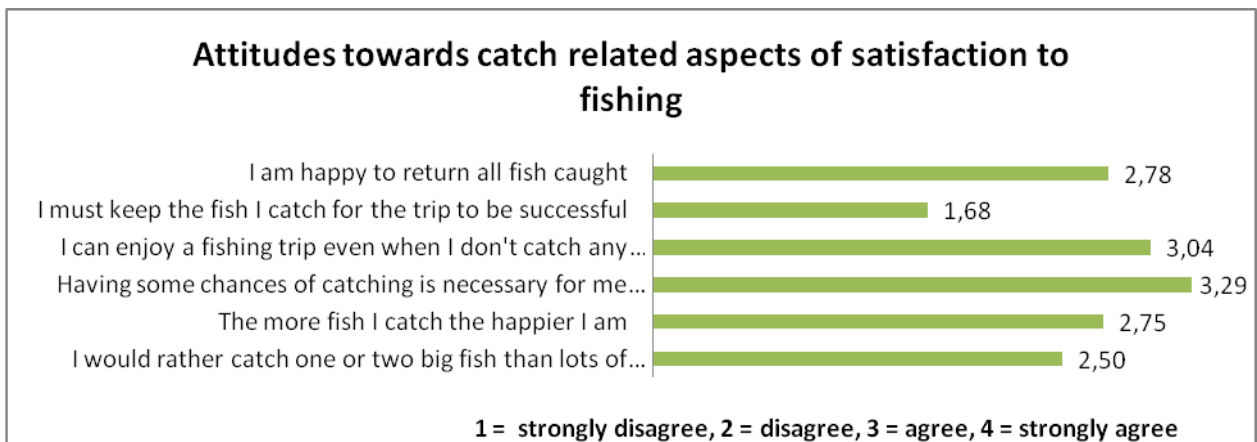 Attitudes towards catch related aspects of satisfaction to
fishing
I am happy to return all fish caught 2,78
I must keep the fish I catch for the trip to be successful 1,68
I can enjoy a fishing trip even when I don't catch any... 3,04
Having some chances of catching is necessary for me... 3,29
The more fish I catch the happier I am 2,75
I would rather catch one or two big fish than lots of... 2,50
1 = strongly disagree, 2 = disagree, 3 = agree, 4 = strongly agree